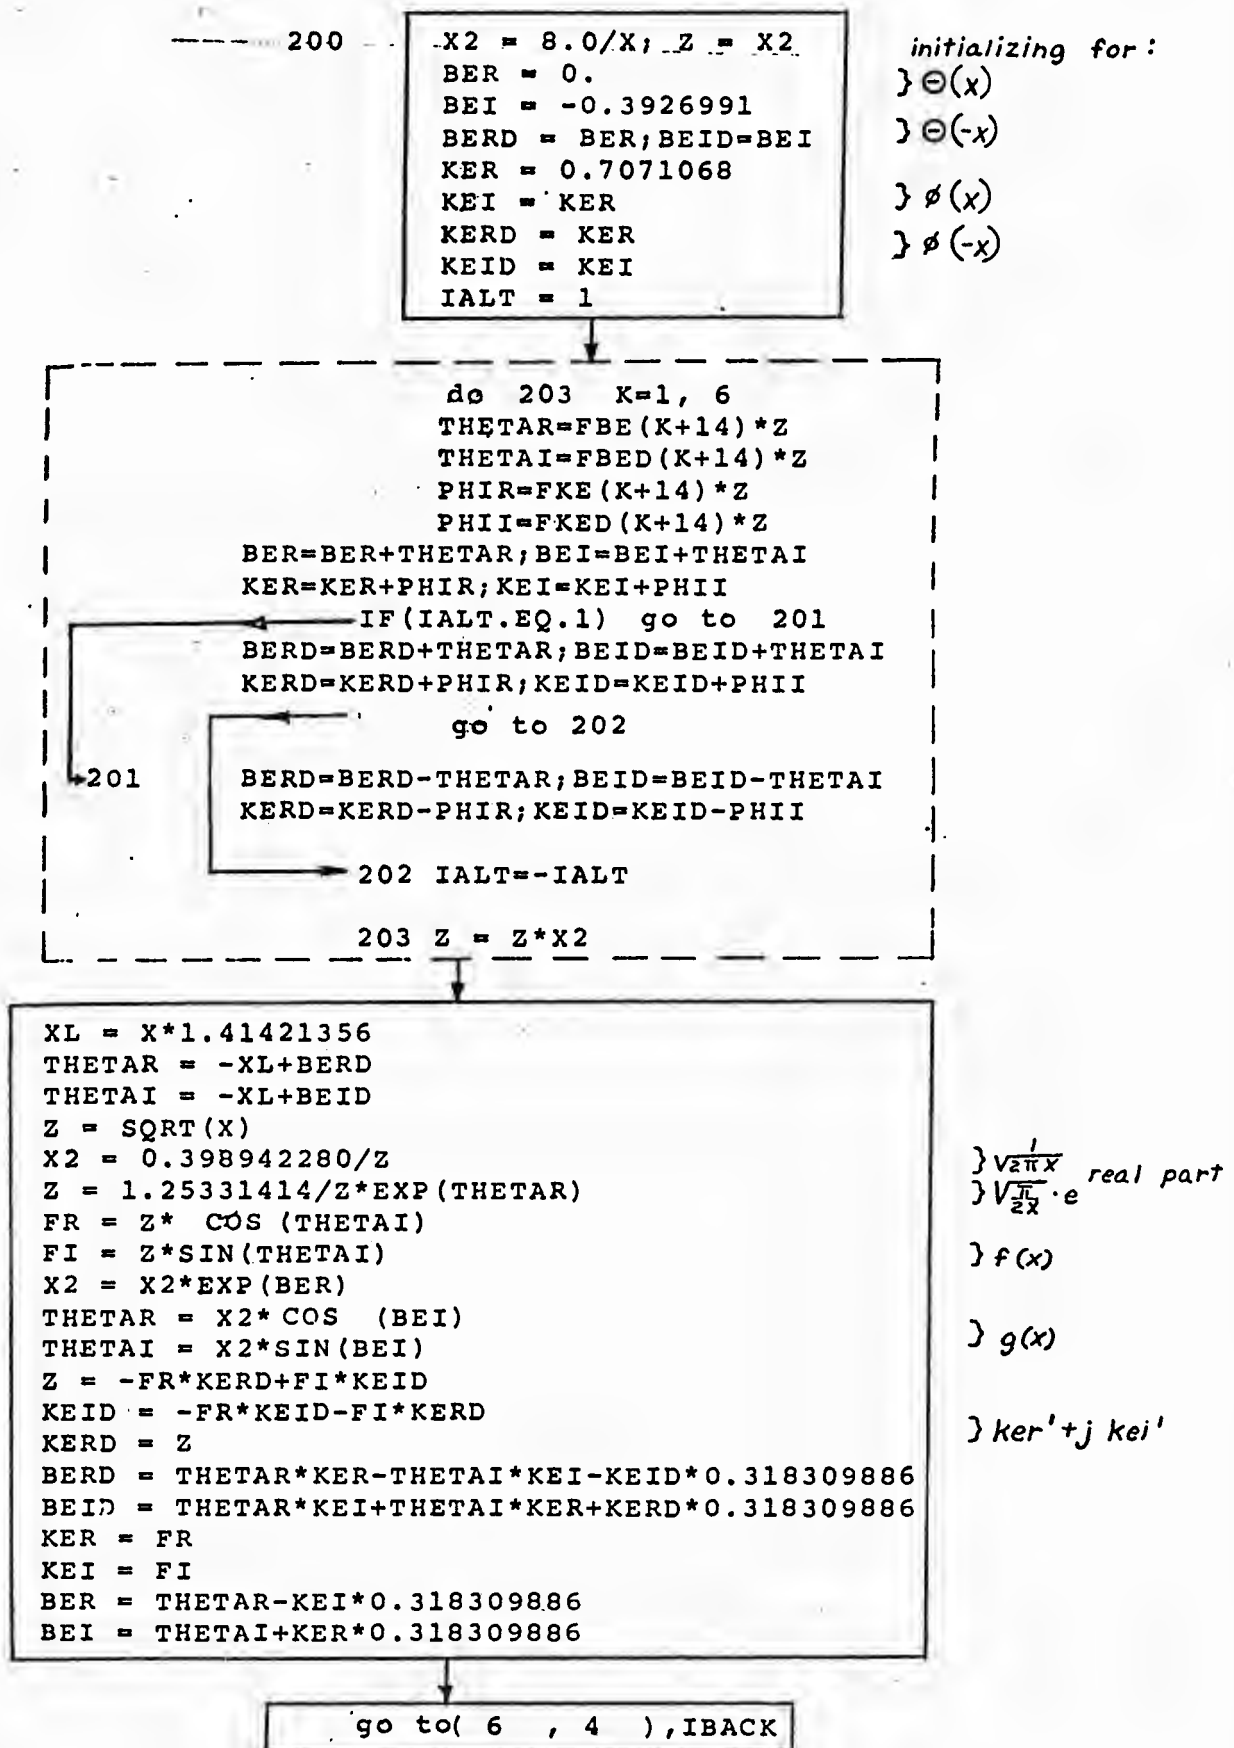 200
X2 = 8.0/X; Z = X2
BER = 0.
BEI = -0.3926991
BERD = BER;BEID=BEI
KER = 0.7071068
KEI = KER
KERD = KER
KEID = KEI
IALT = 1
initializing for:
} Θ(x)
} Θ(-x)
} ø(x)
} ø(-x)
do 203 K=1, 6
THETAR=FBE(K+14)*Z
THETAI=FBED(K+14)*Z
PHIR=FKE(K+14)*Z
PHII=FKED(K+14)*Z
BER=BER+THETAR;BEI=BEI+THETAI
KER=KER+PHIR;KEI=KEI+PHII
IF(IALT.EQ.1) go to 201
BERD=BERD+THETAR;BEID=BEID+THETAI
KERD=KERD+PHIR;KEID=KEID+PHII
go to 202
201 BERD=BERD-THETAR;BEID=BEID-THETAI
KERD=KERD-PHIR;KEID=KEID-PHII
202 IALT=-IALT
203 Z = Z*X2
XL = X*1.41421356
THETAR = -XL+BERD
THETAI = -XL+BEID
Z = SQRT(X)
X2 = 0.398942280/Z } 1/√2πx
Z = 1.25331414/Z*EXP(THETAR) } √π/2x · e real part
FR = Z* COS (THETAI)
FI = Z*SIN(THETAI) } f(x)
X2 = X2*EXP(BER)
THETAR = X2* COS (BEI)
THETAI = X2*SIN(BEI) } g(x)
Z = -FR*KERD+FI*KEID
KEID = -FR*KEID-FI*KERD
KERD = Z } ker'+j kei'
BERD = THETAR*KER-THETAI*KEI-KEID*0.318309886
BEID = THETAR*KEI+THETAI*KER+KERD*0.318309886
KER = FR
KEI = FI
BER = THETAR-KEI*0.318309886
BEI = THETAI+KER*0.318309886
go to( 6 , 4 ),IBACK